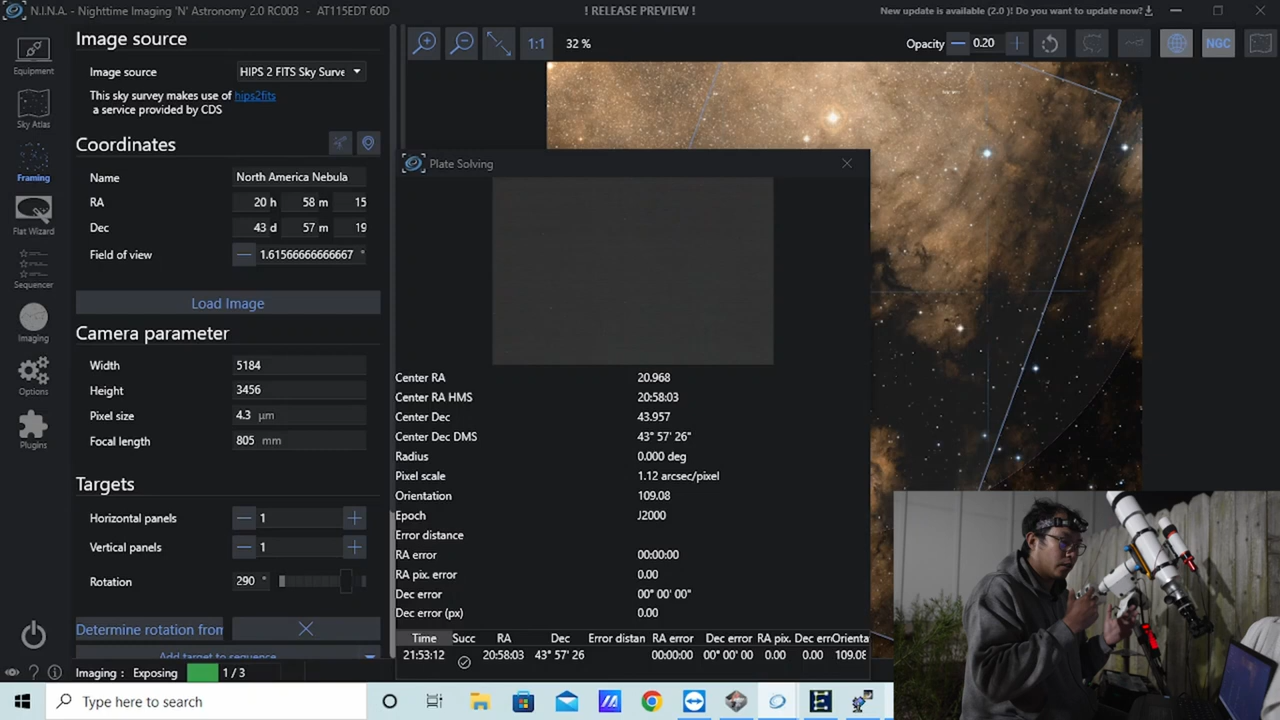 N.I.N.A. - Nighttime Imaging 'N' Astronomy 2.0 RC003 - AT115EDT 60D
! RELEASE PREVIEW !
New update is available (2.0 )! Do you want to update now?
Equipment
Sky Atlas
Framing
Flat Wizard
Sequencer
Imaging
Options
Plugins
Image source
Image source HIPS 2 FITS Sky Surve
This sky survey makes use of hips2fits
a service provided by CDS
Coordinates
Name North America Nebula
RA 20 h 58 m 15
Dec 43 d 57 m 19
Field of view 1.61566666666667 °
Load Image
Camera parameter
Width 5184
Height 3456
Pixel size 4.3 µm
Focal length 805 mm
Targets
Horizontal panels 1
Vertical panels 1
Rotation 290 °
Determine rotation from
Add target to sequence
1:1 32 %
Opacity 0.20
NGC
Plate Solving
Center RA 20.968
Center RA HMS 20:58:03
Center Dec 43.957
Center Dec DMS 43° 57' 26"
Radius 0.000 deg
Pixel scale 1.12 arcsec/pixel
Orientation 109.08
Epoch J2000
Error distance
RA error 00:00:00
RA pix. error 0.00
Dec error 00° 00' 00"
Dec error (px) 0.00
Time Succ RA Dec Error distan RA error Dec error RA pix. Dec erro Orienta
21:53:12 20:58:03 43° 57' 26 00:00:00 00° 00' 00 0.00 0.00 109.08
Imaging : Exposing 1 / 3
Type here to search